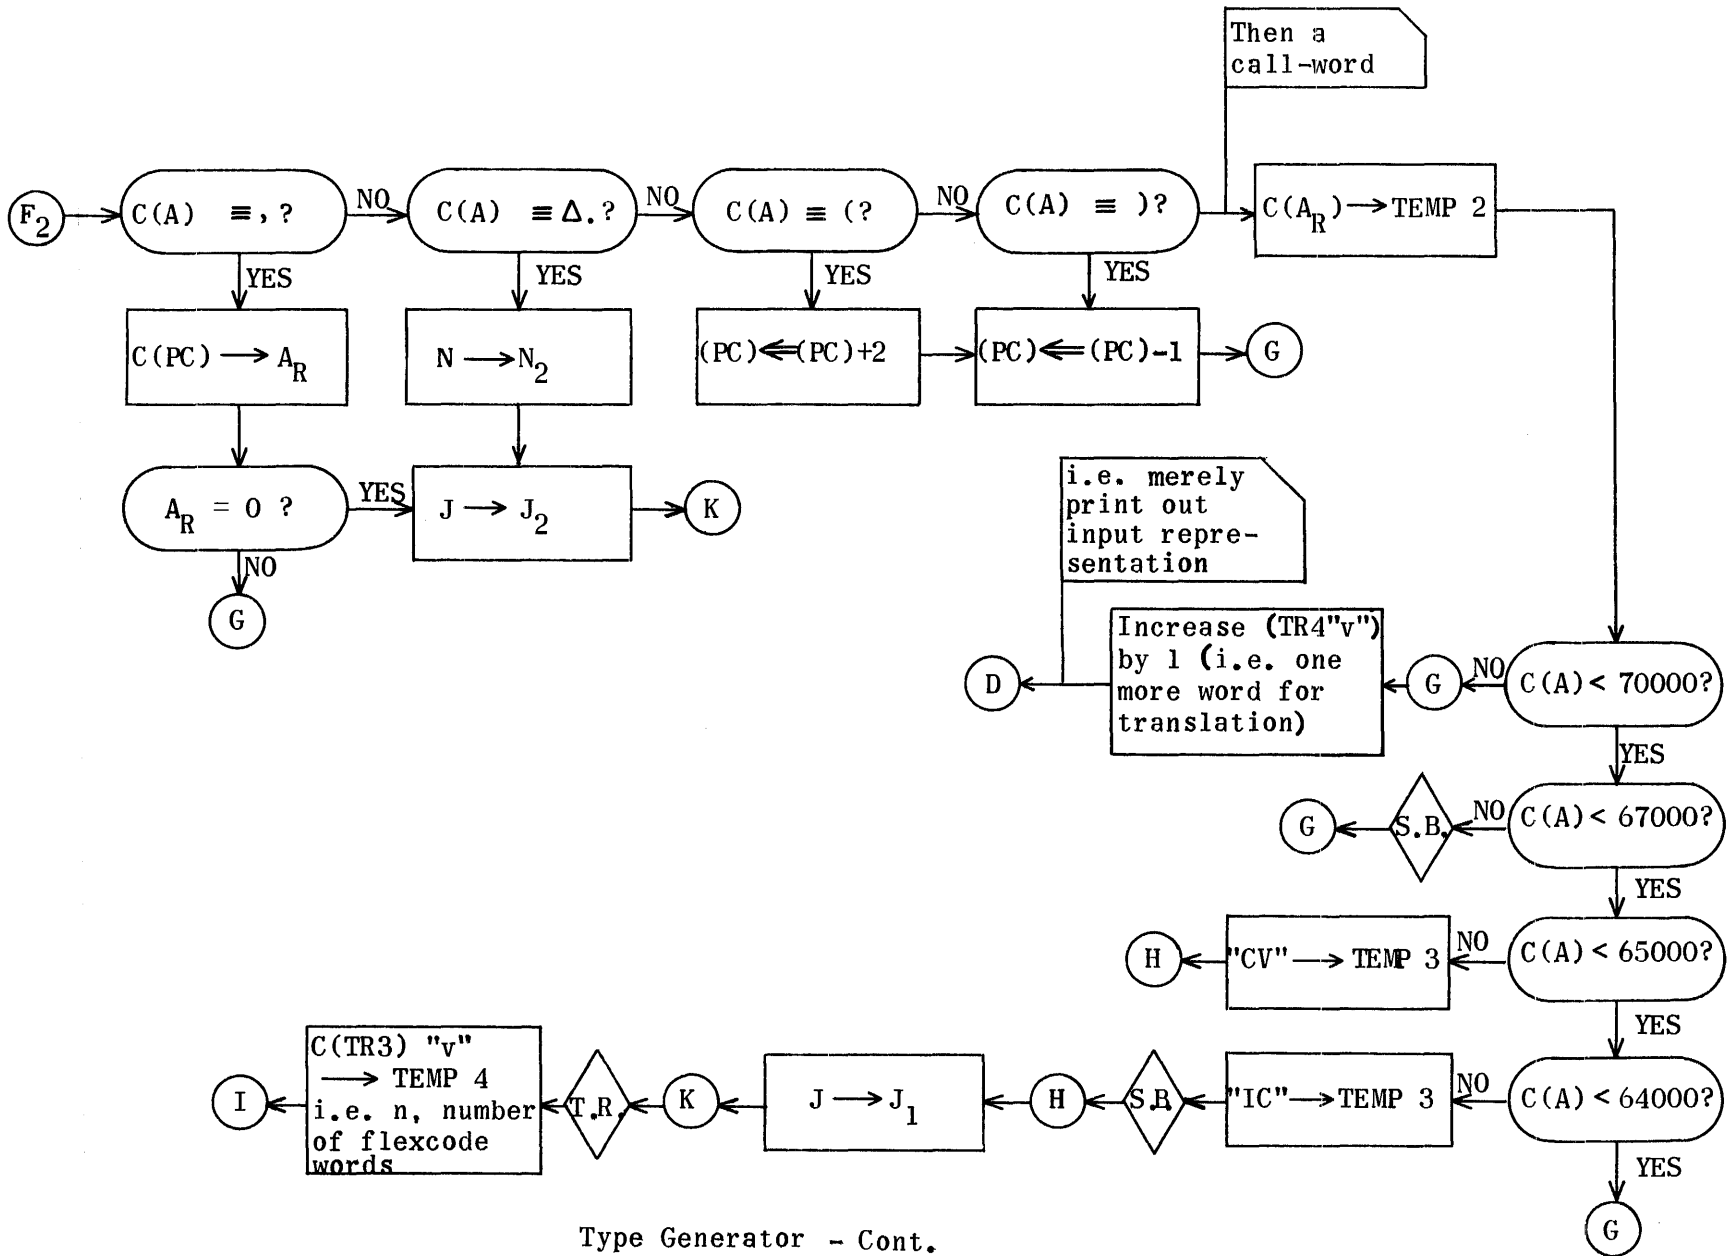 Then a
call-word
F2
C(A) ≡, ?
NO
C(A) ≡ Δ.?
NO
C(A) ≡ (?
NO
C(A) ≡ )?
C(AR) → TEMP 2
YES
YES
YES
YES
C(PC) → AR
N → N2
(PC) ⇐ (PC)+2
(PC) ⇐ (PC)-1
G
AR = 0 ?
YES
J → J2
K
NO
G
i.e. merely
print out
input repre-
sentation
D
Increase (TR4"v")
by 1 (i.e. one
more word for
translation)
G
NO
C(A) < 70000?
YES
G
S.B.
NO
C(A) < 67000?
YES
H
"CV" → TEMP 3
NO
C(A) < 65000?
YES
I
C(TR3) "v"
→ TEMP 4
i.e. n, number
of flexcode
words
T.R.
K
J → J1
H
S.B.
"IC" → TEMP 3
NO
C(A) < 64000?
YES
G
Type Generator - Cont.